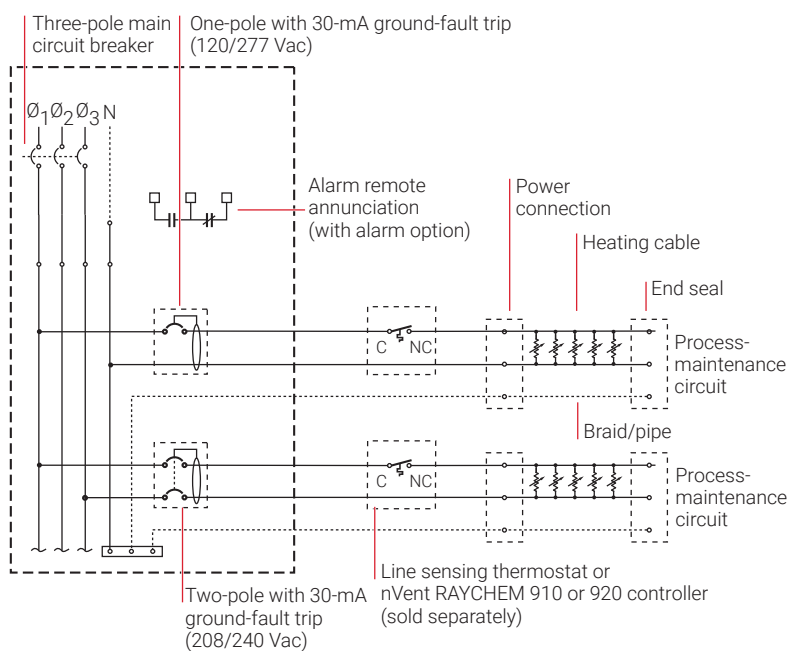 Three-pole main
circuit breaker
One-pole with 30-mA ground-fault trip
(120/277 Vac)
Ø1 Ø2 Ø3 N
Alarm remote
annunciation
(with alarm option)
Power
connection
Heating cable
End seal
C NC
Process-
maintenance
circuit
Braid/pipe
C NC
Process-
maintenance
circuit
Two-pole with 30-mA
ground-fault trip
(208/240 Vac)
Line sensing thermostat or
nVent RAYCHEM 910 or 920 controller
(sold separately)